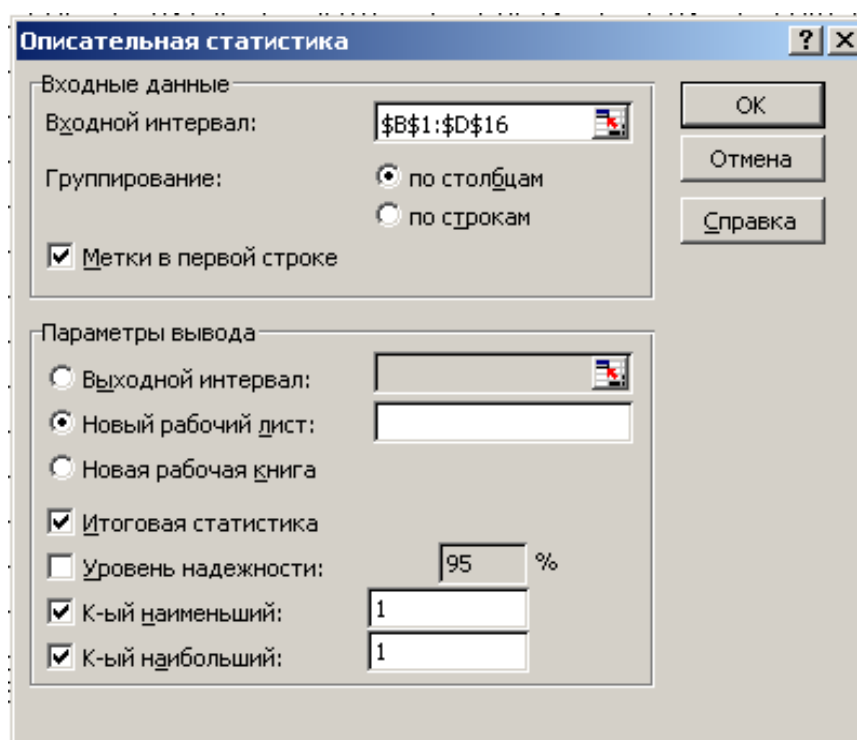 Описательная статистика ?
Входные данные
Входной интервал: $B$1:$D$16 ОК
Группирование: по столбцам Отмена
по строкам Справка
Метки в первой строке
Параметры вывода
Выходной интервал:
Новый рабочий лист:
Новая рабочая книга
Итоговая статистика
Уровень надежности: 95 %
К-ый наименьший: 1
К-ый наибольший: 1